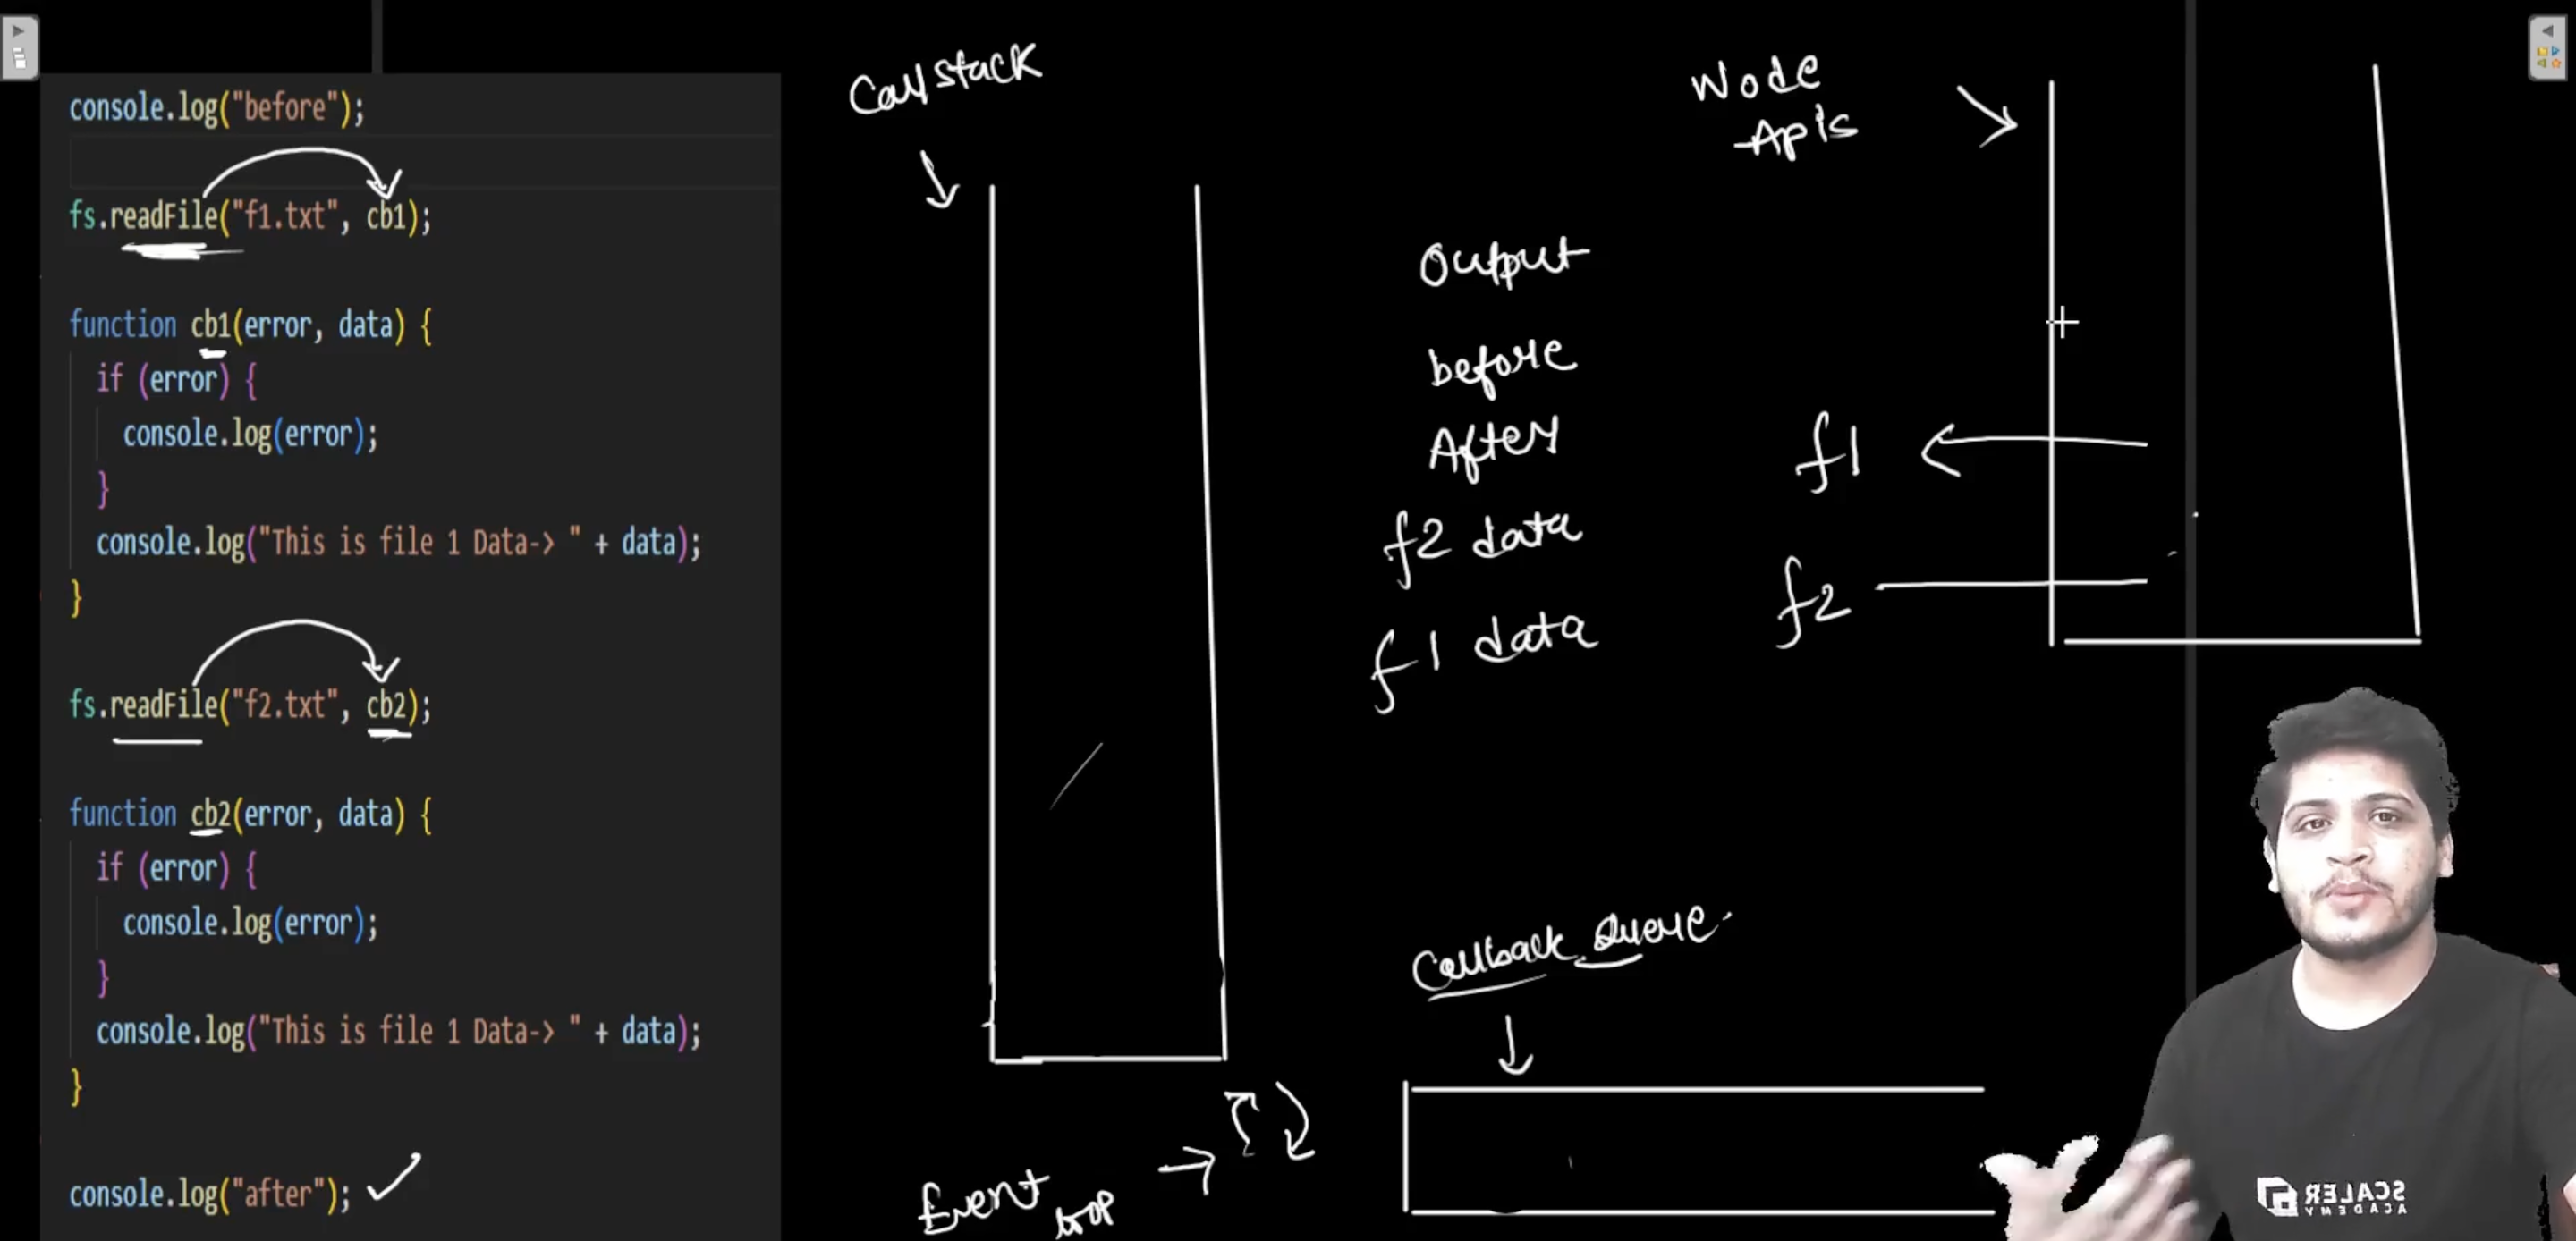 console.log("before");
fs.readFile("f1.txt", cb1);
function cb1(error, data) {
if (error) {
console.log(error);
}
console.log("This is file 1 Data-> " + data);
}
fs.readFile("f2.txt", cb2);
function cb2(error, data) {
if (error) {
console.log(error);
}
console.log("This is file 1 Data-> " + data);
}
console.log("after");
Callstack
Event loop
Output
before
After
f2 data
f1 data
Callback Queue
Node
Apis
f1
f2
SCALER
ACADEMY